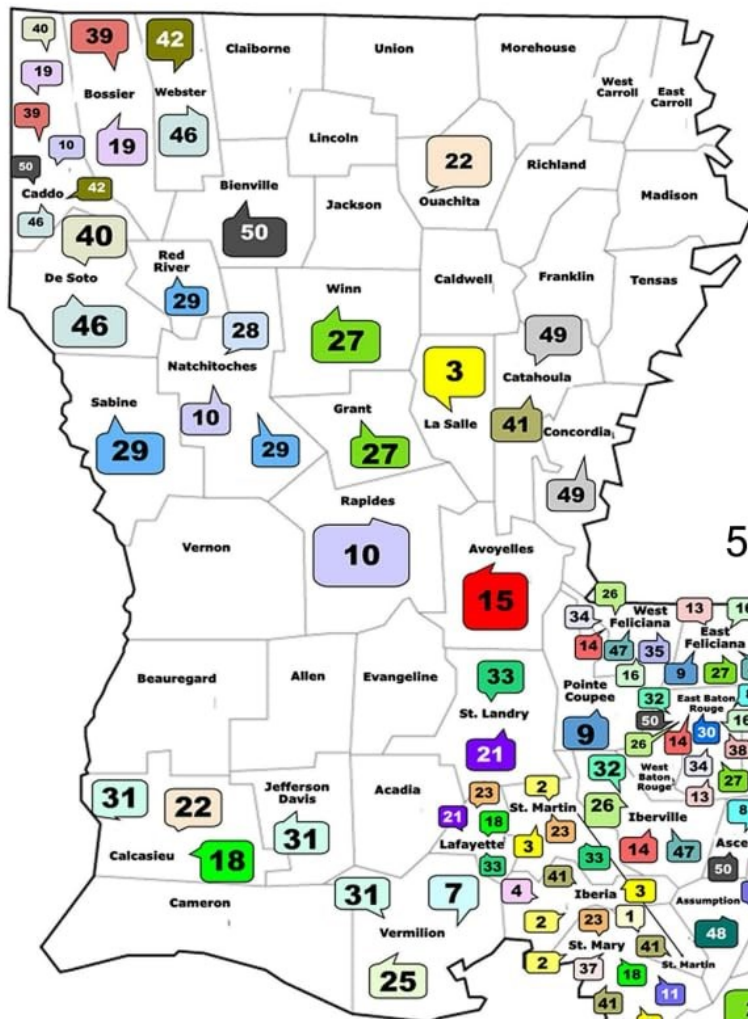 40
39
42
Claiborne
Union
Morehouse
West
Carroll
East
Carroll
19
Bossier
Webster
39
10
19
46
Lincoln
22
Richland
50
Caddo
42
Bienville
Jackson
Ouachita
Madison
46
40
50
Red
River
De Soto
29
Winn
Caldwell
Franklin
Tensas
46
28
27
49
Natchitoches
3
Catahoula
Sabine
10
Grant
La Salle
41
Concordia
29
29
27
49
Rapides
Vernon
10
Avoyelles
5
15
26
34
West
Feliciana
13
16
East
Feliciana
14
47
35
Beauregard
Allen
Evangeline
33
16
9
27
Pointe
Coupee
32
East Baton
Rouge
8
St. Landry
50
16
9
30
21
26
14
38
West
Baton
Rouge
34
32
27
31
22
Jefferson
Davis
Acadia
23
2
13
St. Martin
26
Iberville
8
21
18
23
31
Lafayette
3
14
47
Asce
Calcasieu
18
33
33
50
41
31
7
4
Iberia
3
Assumption
Cameron
2
23
1
48
Vermilion
St. Mary
41
2
St. Martin
25
37
18
11
41